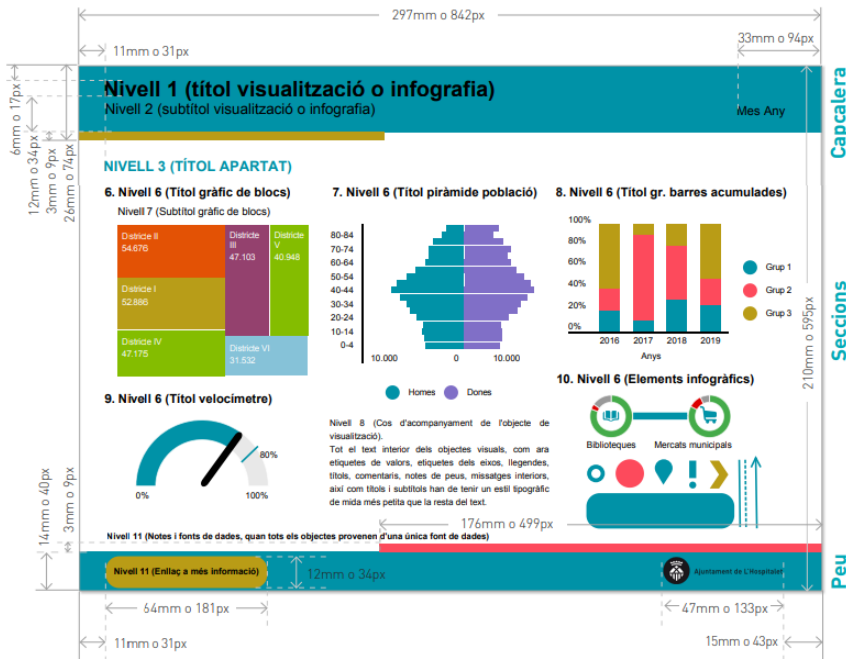 297mm o 842px
33mm o 94px
11mm o 31px
6mm o 17px
12mm o 34px
3mm o 9px
26mm o 74px
Nivell 1 (títol visualització o infografia)
Nivell 2 (subtítol visualització o infografia)
Mes Any
Capçalera
NIVELL 3 (TÍTOL APARTAT)
6. Nivell 6 (Títol gràfic de blocs)
Nivell 7 (Subtítol gràfic de blocs)
Districte II
54.676
Districte
III
47.103
Districte
V
40.948
Districte I
52.886
Districte IV
47.175
Districte VI
31.532
7. Nivell 6 (Títol piràmide població)
80-84
70-74
60-64
50-54
40-44
30-34
20-24
10-14
0-4
10.000
0
10.000
Homes
Dones
8. Nivell 6 (Títol gr. barres acumulades)
100%
80%
60%
40%
20%
0%
2016
2017
2018
2019
Anys
Grup 1
Grup 2
Grup 3
210mm o 595px
Seccions
9. Nivell 6 (Títol velocímetre)
0%
80%
100%
Nivell 8 (Cos d'acompanyament de l'objecte de
visualització).
Tot el text interior dels objectes visuals, com ara
etiquetes de valors, etiquetes dels eixos, llegendes,
títols, comentaris, notes de peus, missatges interiors,
així com títols i subtítols han de tenir un estil tipogràfic
de mida més petita que la resta del text.
10. Nivell 6 (Elements infogràfics)
Biblioteques
Mercats municipals
14mm o 40px
3mm o 9px
176mm o 499px
Nivell 11 (Notes i fonts de dades, quan tots els objectes provenen d'una única font de dades)
Nivell 11 (Enllaç a més informació)
12mm o 34px
Ajuntament de L'Hospitalet
Peu
64mm o 181px
47mm o 133px
11mm o 31px
15mm o 43px